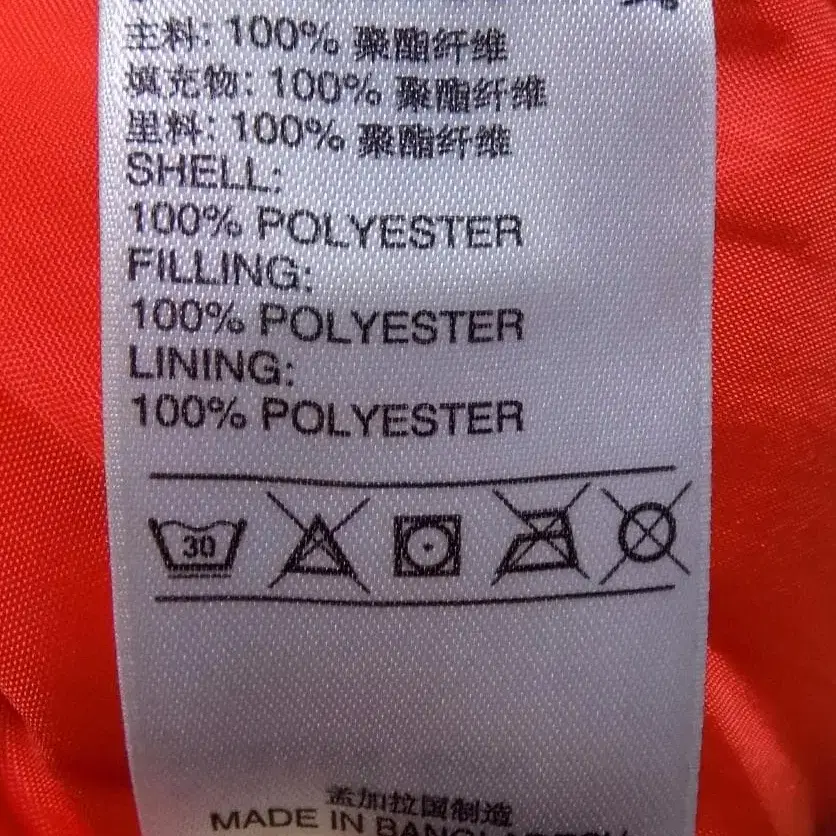 主料: 100% 聚酯纤维
填充物: 100% 聚酯纤维
里料: 100% 聚酯纤维
SHELL:
100% POLYESTER
FILLING:
100% POLYESTER
LINING:
100% POLYESTER
30
孟加拉国制造
MADE IN